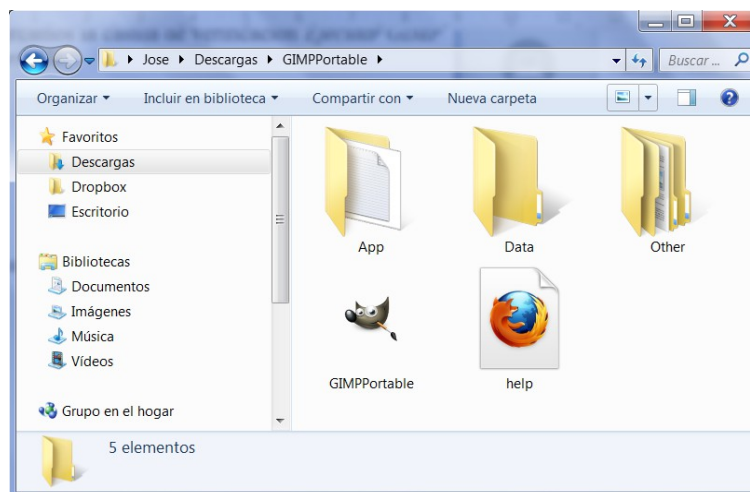 Jose ▸ Descargas ▸ GIMPPortable ▸
Buscar ...
Organizar ▾ Incluir en biblioteca ▾ Compartir con ▾ Nueva carpeta
Favoritos
Descargas
Dropbox
Escritorio
Bibliotecas
Documentos
Imágenes
Música
Vídeos
Grupo en el hogar
App
Data
Other
GIMPPortable
help
5 elementos